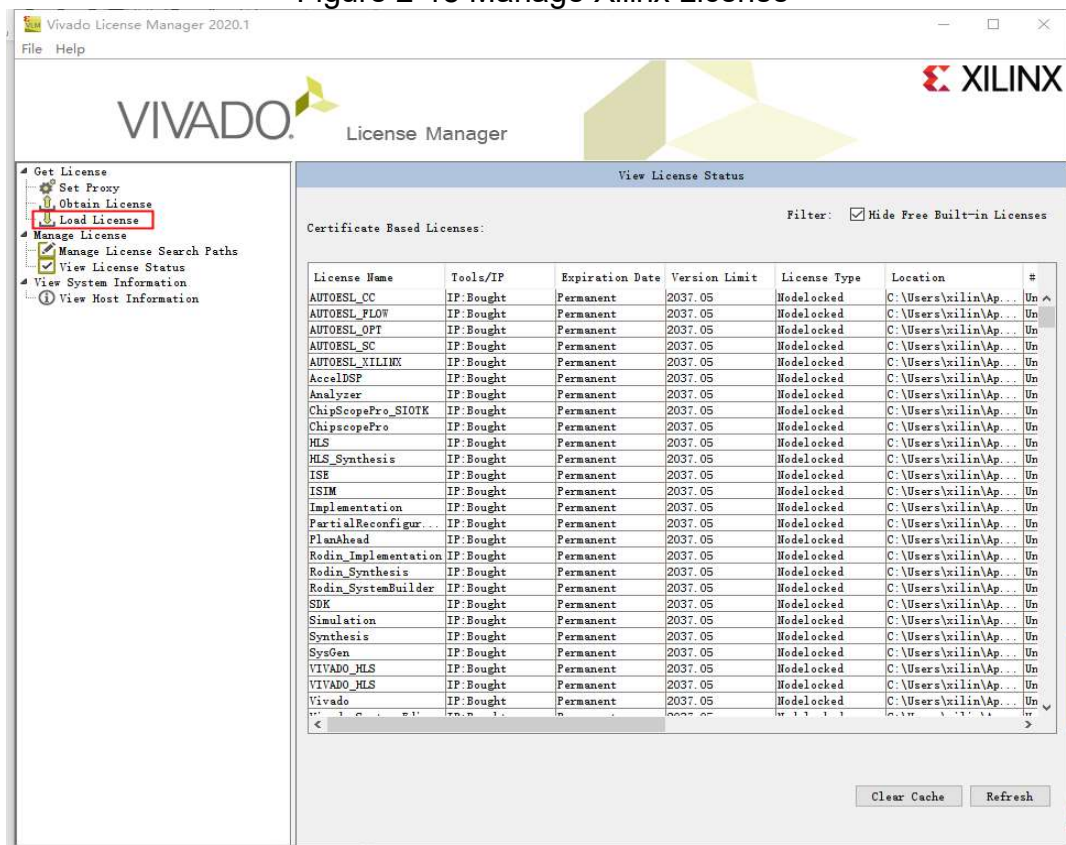 Vivado License Manager 2020.1
File Help
XILINX
VIVADO.
License Manager
Get License
Set Proxy
Obtain License
Load License
Manage License
Manage License Search Paths
View License Status
View System Information
View Host Information
View License Status
Filter: Hide Free Built-in Licenses
Certificate Based Licenses:
License Name Tools/IP Expiration Date Version Limit License Type Location #
AUTOESL_CC IP:Bought Permanent 2037.05 Nodelocked C:\Users\xilin\Ap... Un
AUTOESL_FLOW IP:Bought Permanent 2037.05 Nodelocked C:\Users\xilin\Ap... Un
AUTOESL_OPT IP:Bought Permanent 2037.05 Nodelocked C:\Users\xilin\Ap... Un
AUTOESL_SC IP:Bought Permanent 2037.05 Nodelocked C:\Users\xilin\Ap... Un
AUTOESL_XILINX IP:Bought Permanent 2037.05 Nodelocked C:\Users\xilin\Ap... Un
AccelDSP IP:Bought Permanent 2037.05 Nodelocked C:\Users\xilin\Ap... Un
Analyzer IP:Bought Permanent 2037.05 Nodelocked C:\Users\xilin\Ap... Un
ChipScopePro_SIOTK IP:Bought Permanent 2037.05 Nodelocked C:\Users\xilin\Ap... Un
ChipscopePro IP:Bought Permanent 2037.05 Nodelocked C:\Users\xilin\Ap... Un
HLS IP:Bought Permanent 2037.05 Nodelocked C:\Users\xilin\Ap... Un
HLS_Synthesis IP:Bought Permanent 2037.05 Nodelocked C:\Users\xilin\Ap... Un
ISE IP:Bought Permanent 2037.05 Nodelocked C:\Users\xilin\Ap... Un
ISIM IP:Bought Permanent 2037.05 Nodelocked C:\Users\xilin\Ap... Un
Implementation IP:Bought Permanent 2037.05 Nodelocked C:\Users\xilin\Ap... Un
PartialReconfigur... IP:Bought Permanent 2037.05 Nodelocked C:\Users\xilin\Ap... Un
PlanAhead IP:Bought Permanent 2037.05 Nodelocked C:\Users\xilin\Ap... Un
Rodin_Implementation IP:Bought Permanent 2037.05 Nodelocked C:\Users\xilin\Ap... Un
Rodin_Synthesis IP:Bought Permanent 2037.05 Nodelocked C:\Users\xilin\Ap... Un
Rodin_SystemBuilder IP:Bought Permanent 2037.05 Nodelocked C:\Users\xilin\Ap... Un
SDK IP:Bought Permanent 2037.05 Nodelocked C:\Users\xilin\Ap... Un
Simulation IP:Bought Permanent 2037.05 Nodelocked C:\Users\xilin\Ap... Un
Synthesis IP:Bought Permanent 2037.05 Nodelocked C:\Users\xilin\Ap... Un
SysGen IP:Bought Permanent 2037.05 Nodelocked C:\Users\xilin\Ap... Un
VIVADO_HLS IP:Bought Permanent 2037.05 Nodelocked C:\Users\xilin\Ap... Un
VIVADO_HLS IP:Bought Permanent 2037.05 Nodelocked C:\Users\xilin\Ap... Un
Vivado IP:Bought Permanent 2037.05 Nodelocked C:\Users\xilin\Ap... Un
Clear Cache Refresh